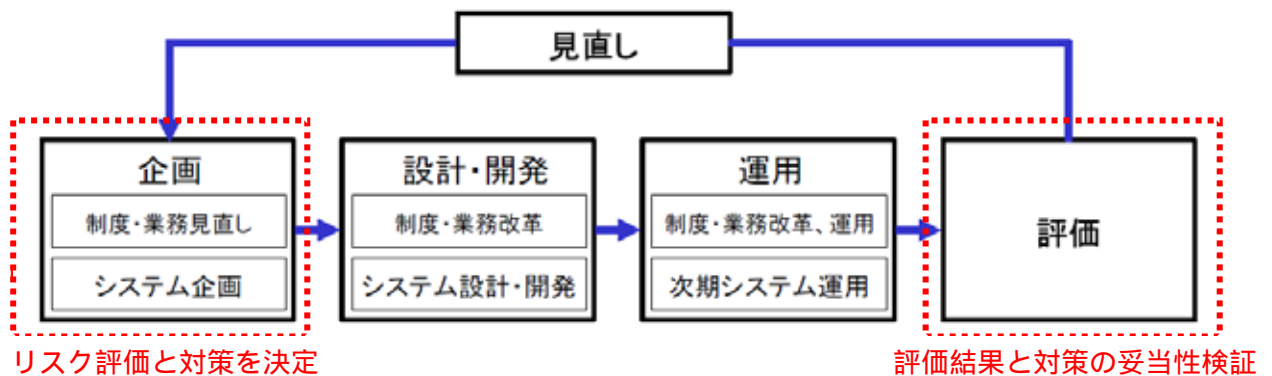 見直し
企画
制度・業務見直し
システム企画
設計・開発
制度・業務改革
システム設計・開発
運用
制度・業務改革、運用
次期システム運用
評価
リスク評価と対策を決定
評価結果と対策の妥当性検証